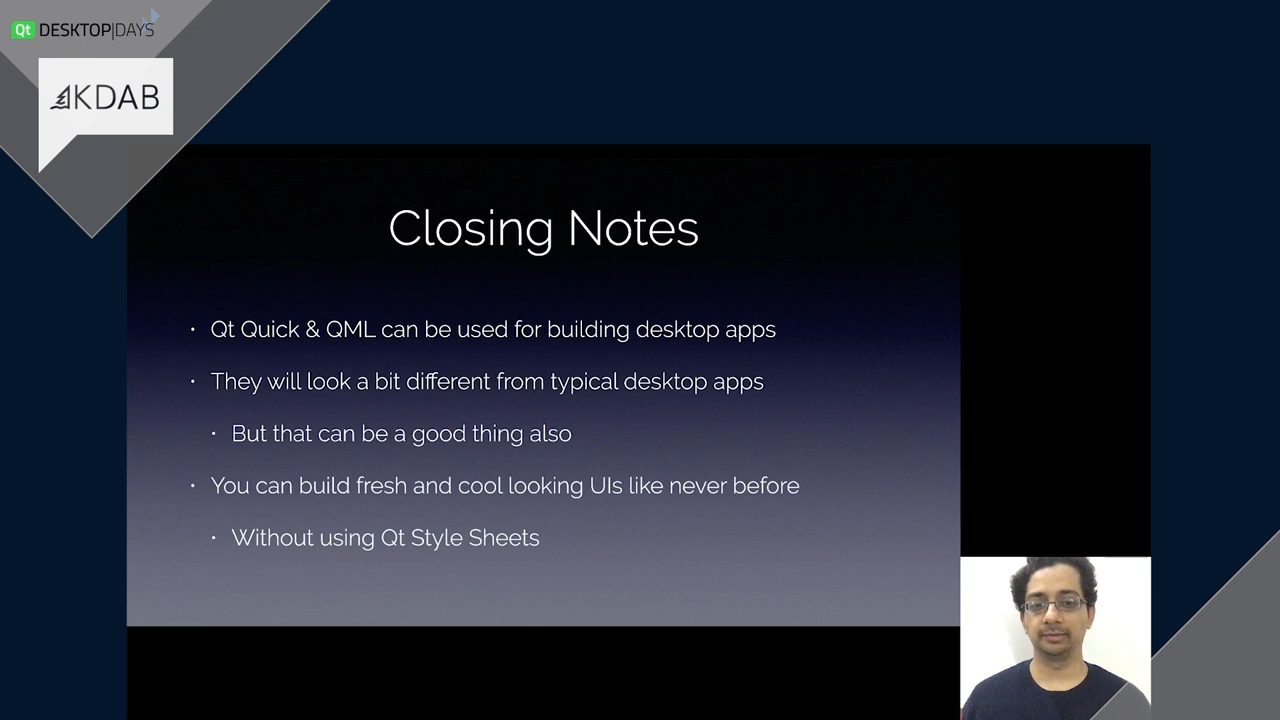 Qt DESKTOP|DAYS
KDAB
Closing Notes
• Qt Quick & QML can be used for building desktop apps
• They will look a bit different from typical desktop apps
• But that can be a good thing also
• You can build fresh and cool looking UIs like never before
• Without using Qt Style Sheets